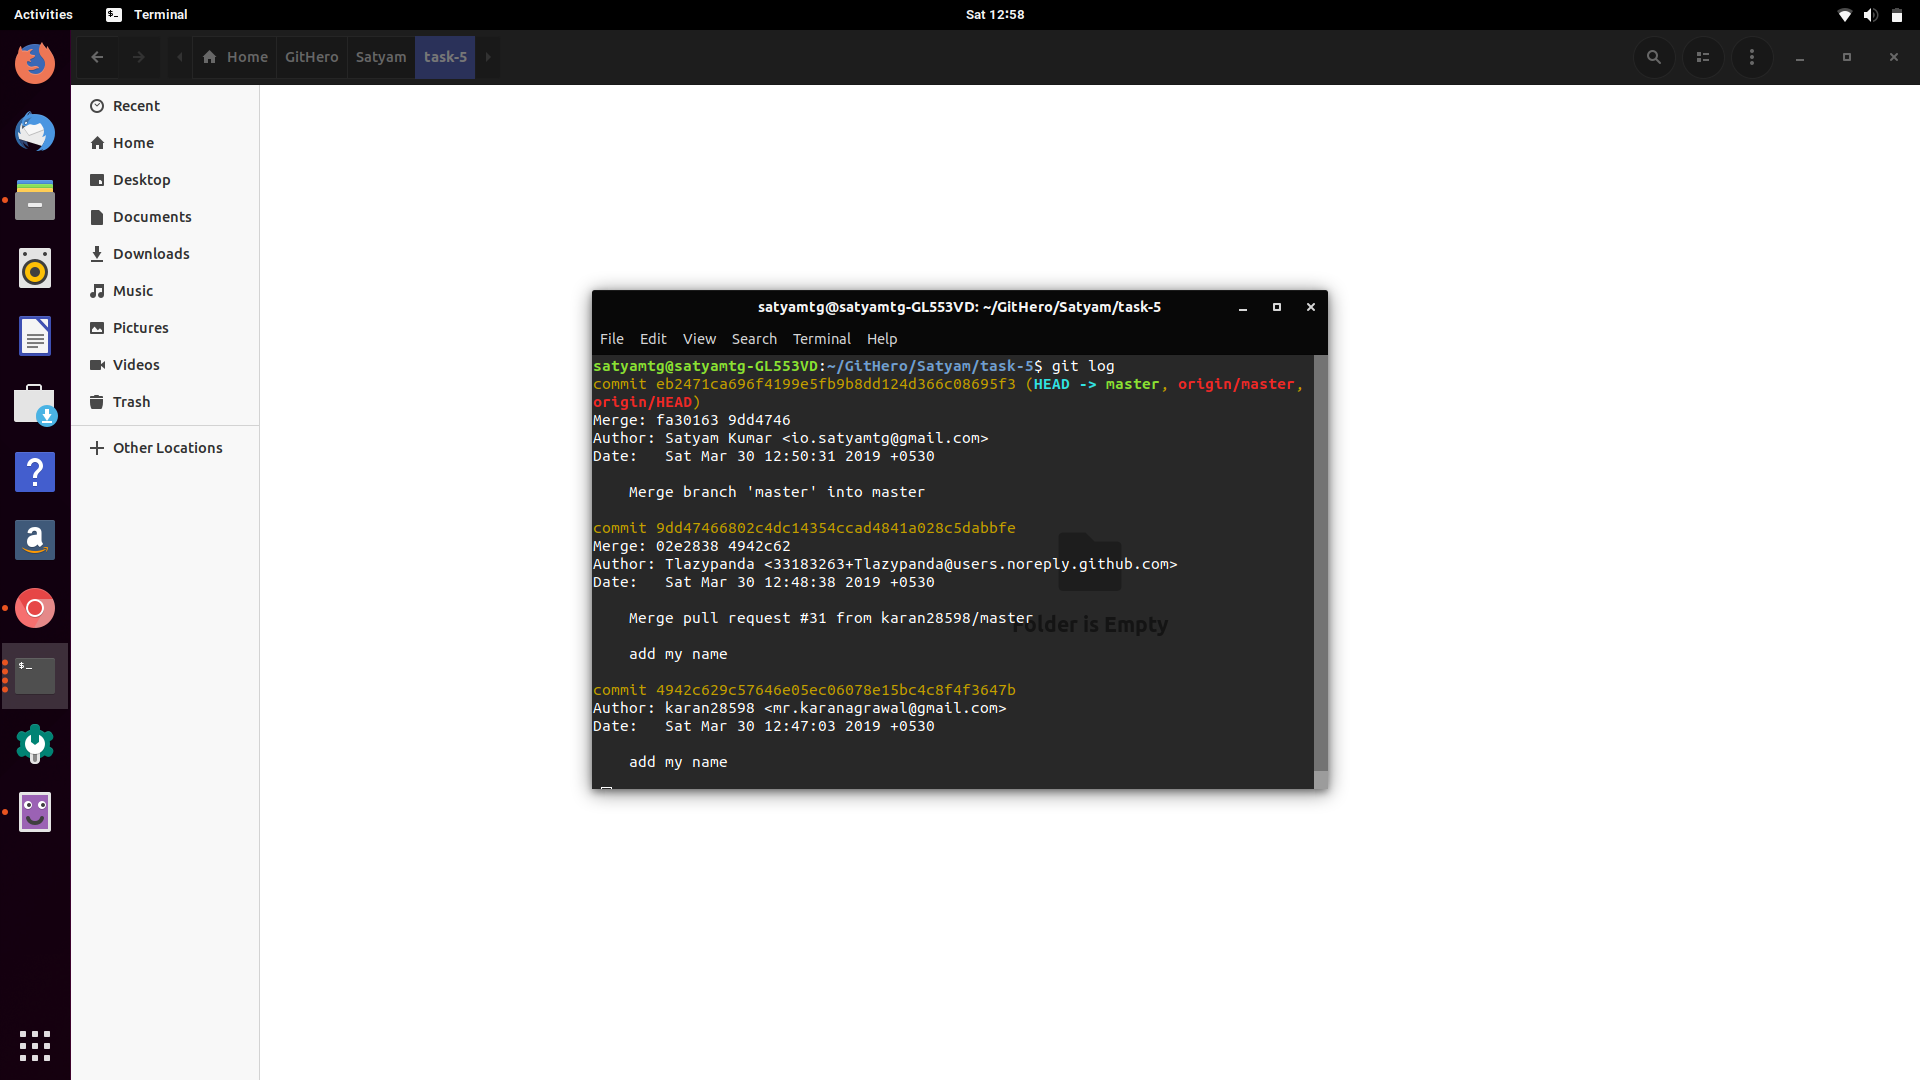 Activities
Terminal
Sat 12:58
Home
GitHero
Satyam
task-5
Recent
Home
Desktop
Documents
Downloads
Music
Pictures
Videos
Trash
Other Locations
Folder is Empty
satyamtg@satyamtg-GL553VD: ~/GitHero/Satyam/task-5
File Edit View Search Terminal Help
satyamtg@satyamtg-GL553VD:~/GitHero/Satyam/task-5$ git log
commit eb2471ca696f4199e5fb9b8dd124d366c08695f3 (HEAD -> master, origin/master,
origin/HEAD)
Merge: fa30163 9dd4746
Author: Satyam Kumar <io.satyamtg@gmail.com>
Date:   Sat Mar 30 12:50:31 2019 +0530
Merge branch 'master' into master
commit 9dd47466802c4dc14354ccad4841a028c5dabbfe
Merge: 02e2838 4942c62
Author: Tlazypanda <33183263+Tlazypanda@users.noreply.github.com>
Date:   Sat Mar 30 12:48:38 2019 +0530
Merge pull request #31 from karan28598/master
add my name
commit 4942c629c57646e05ec06078e15bc4c8f4f3647b
Author: karan28598 <mr.karanagrawal@gmail.com>
Date:   Sat Mar 30 12:47:03 2019 +0530
add my name